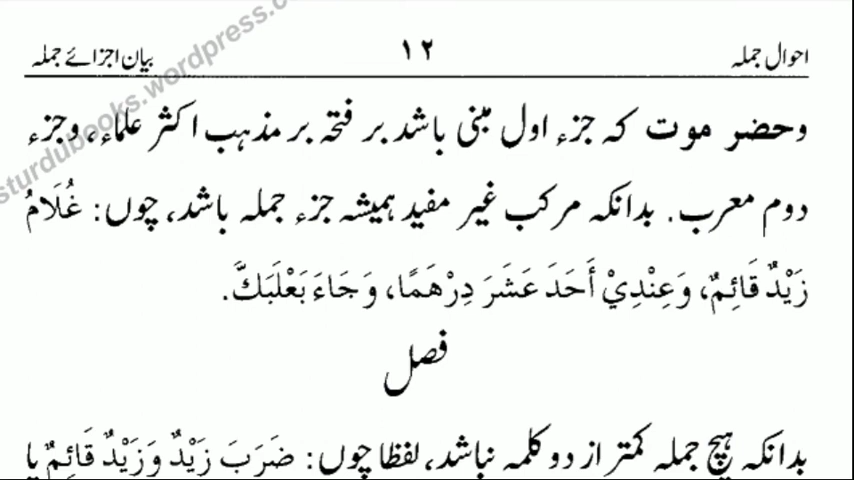 احوال جملہ ۱۲ بیان اجزائے جملہ
وحضر موت کہ جزء اول مبنی باشد بر فتحہ بر مذہب اکثر علماء، وجزء
دوم معرب. بدانکہ مرکب غیر مفید ہمیشہ جزء جملہ باشد، چوں: غُلَامُ
زَيْدٌ قَائِمٌ، وَعِنْدِيْ أَحَدَ عَشَرَ دِرْهَمًا، وَجَاءَ بَعْلَبَكَّ.
فصل
بدانکہ ہیچ جملہ کمتر از دو کلمہ نباشد، لفظا چوں: ضَرَبَ زَيْدٌ وَزَيْدٌ قَائِمٌ یا
sturdubooks.wordpress.